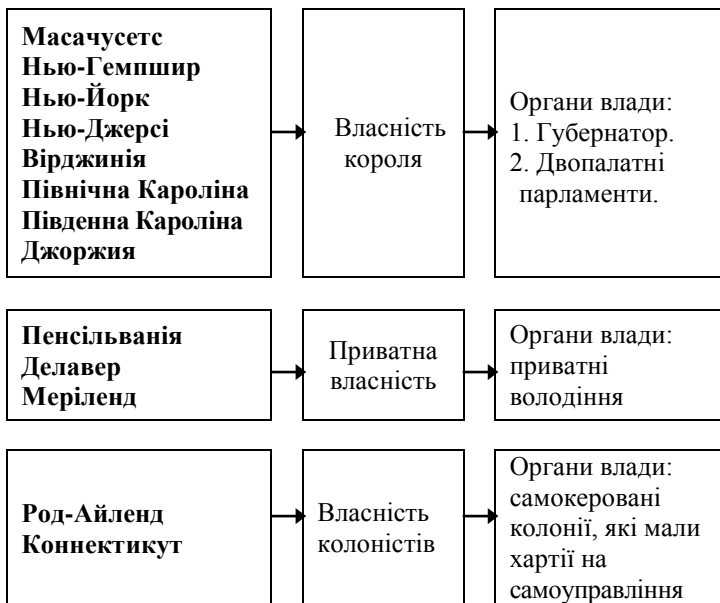 Масачусетс
Нью-Гемпшир
Нью-Йорк
Нью-Джерсі
Вірджинія
Північна Кароліна
Південна Кароліна
Джоржия
Власність
короля
Органи влади:
1. Губернатор.
2. Двопалатні
парламенти.
Пенсільванія
Делавер
Меріленд
Приватна
власність
Органи влади:
приватні
володіння
Род-Айленд
Коннектикут
Власність
колоністів
Органи влади:
самокеровані
колонії, які мали
хартії на
самоуправління